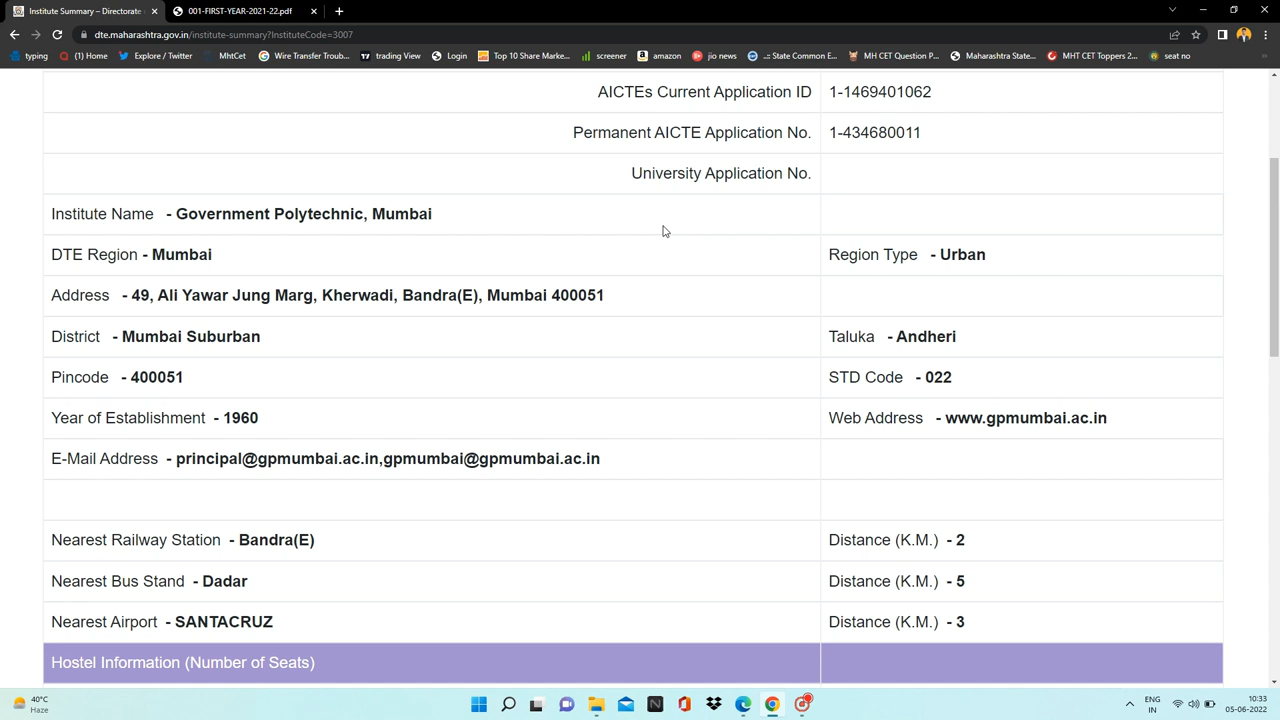 Institute Summary – Directorate
001-FIRST-YEAR-2021-22.pdf
dte.maharashtra.gov.in/institute-summary?InstituteCode=3007
typing
(1) Home
Explore / Twitter
MhtCet
Wire Transfer Troub...
trading View
Login
Top 10 Share Marke...
screener
amazon
jio news
..:: State Common E...
MH CET Question P...
Maharashtra State...
MHT CET Toppers 2...
seat no
AICTEs Current Application ID 1-1469401062
Permanent AICTE Application No. 1-434680011
University Application No.
Institute Name - Government Polytechnic, Mumbai
DTE Region - Mumbai Region Type - Urban
Address - 49, Ali Yawar Jung Marg, Kherwadi, Bandra(E), Mumbai 400051
District - Mumbai Suburban Taluka - Andheri
Pincode - 400051 STD Code - 022
Year of Establishment - 1960 Web Address - www.gpmumbai.ac.in
E-Mail Address - principal@gpmumbai.ac.in,gpmumbai@gpmumbai.ac.in
Nearest Railway Station - Bandra(E) Distance (K.M.) - 2
Nearest Bus Stand - Dadar Distance (K.M.) - 5
Nearest Airport - SANTACRUZ Distance (K.M.) - 3
Hostel Information (Number of Seats)
40°C
Haze
ENG
IN
10:33
05-06-2022